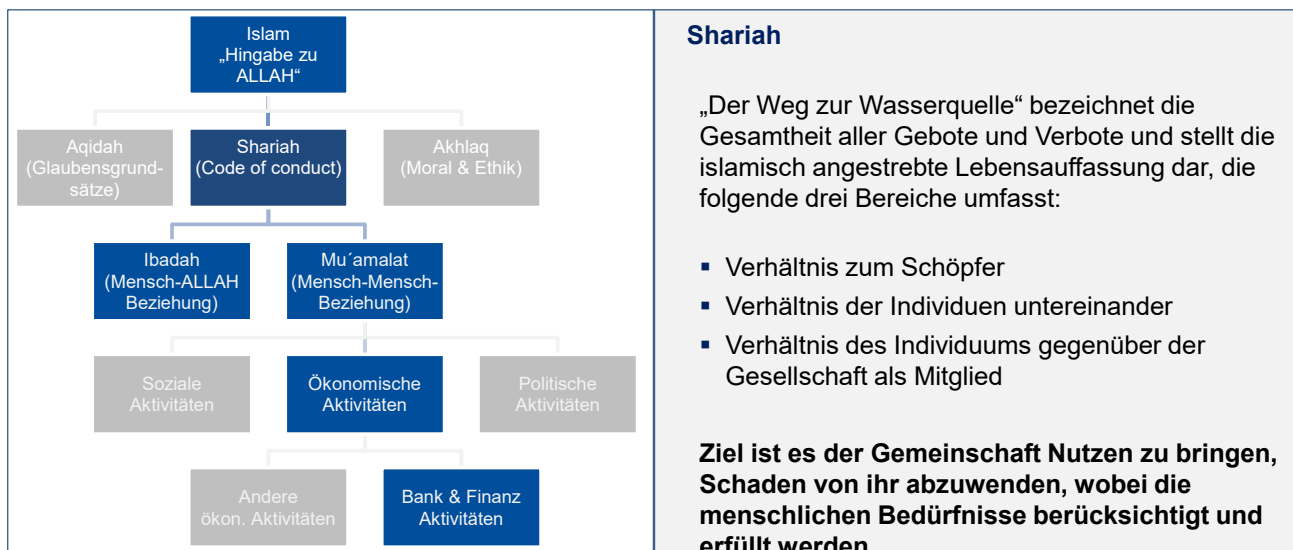 Islam
„Hingabe zu
ALLAH“
Aqidah
(Glaubensgrund-
sätze)
Shariah
(Code of conduct)
Akhlaq
(Moral & Ethik)
Ibadah
(Mensch-ALLAH
Beziehung)
Mu´amalat
(Mensch-Mensch-
Beziehung)
Soziale
Aktivitäten
Ökonomische
Aktivitäten
Politische
Aktivitäten
Andere
ökon. Aktivitäten
Bank & Finanz
Aktivitäten
Shariah
„Der Weg zur Wasserquelle“ bezeichnet die
Gesamtheit aller Gebote und Verbote und stellt die
islamisch angestrebte Lebensauffassung dar, die
folgende drei Bereiche umfasst:
▪ Verhältnis zum Schöpfer
▪ Verhältnis der Individuen untereinander
▪ Verhältnis des Individuums gegenüber der
Gesellschaft als Mitglied
Ziel ist es der Gemeinschaft Nutzen zu bringen,
Schaden von ihr abzuwenden, wobei die
menschlichen Bedürfnisse berücksichtigt und
erfüllt werden